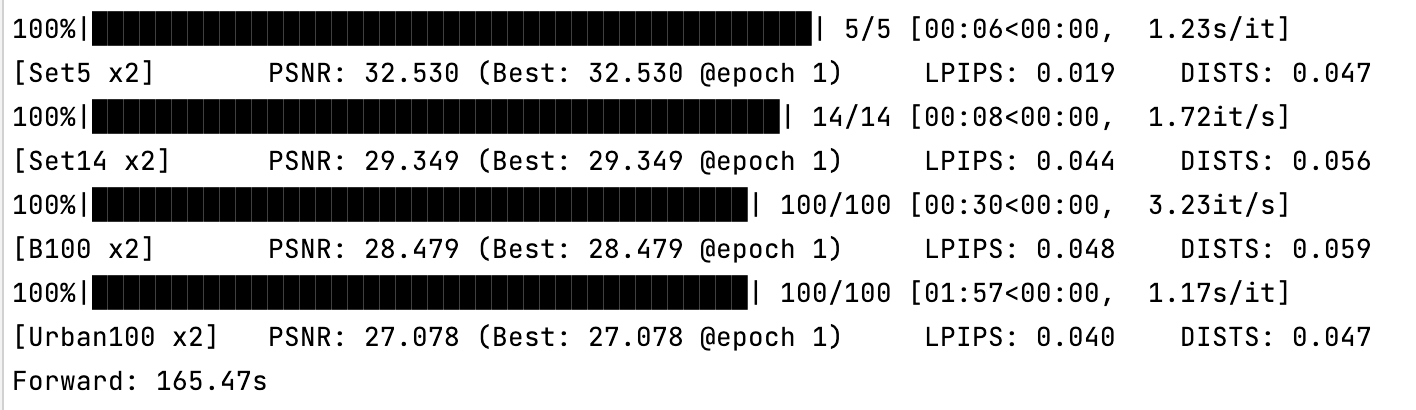 100%|██████████████████████████████████████████████| 5/5 [00:06<00:00,  1.23s/it]
[Set5 x2]       PSNR: 32.530 (Best: 32.530 @epoch 1)     LPIPS: 0.019    DISTS: 0.047
100%|████████████████████████████████████████████| 14/14 [00:08<00:00,  1.72it/s]
[Set14 x2]      PSNR: 29.349 (Best: 29.349 @epoch 1)     LPIPS: 0.044    DISTS: 0.056
100%|██████████████████████████████████████████| 100/100 [00:30<00:00,  3.23it/s]
[B100 x2]       PSNR: 28.479 (Best: 28.479 @epoch 1)     LPIPS: 0.048    DISTS: 0.059
100%|██████████████████████████████████████████| 100/100 [01:57<00:00,  1.17s/it]
[Urban100 x2]   PSNR: 27.078 (Best: 27.078 @epoch 1)     LPIPS: 0.040    DISTS: 0.047
Forward: 165.47s